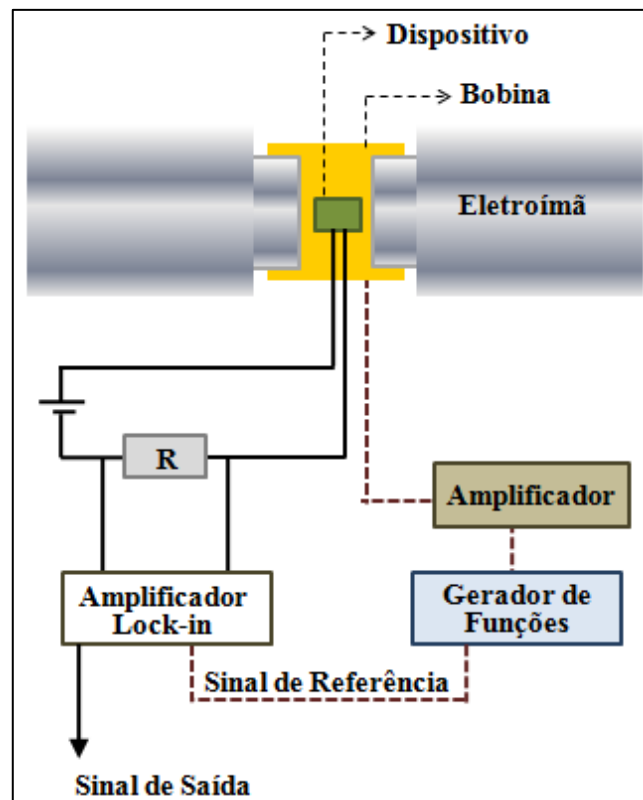 Dispositivo
Bobina
Eletroímã
R
Amplificador
Amplificador
Lock-in
Gerador de
Funções
Sinal de Referência
Sinal de Saída